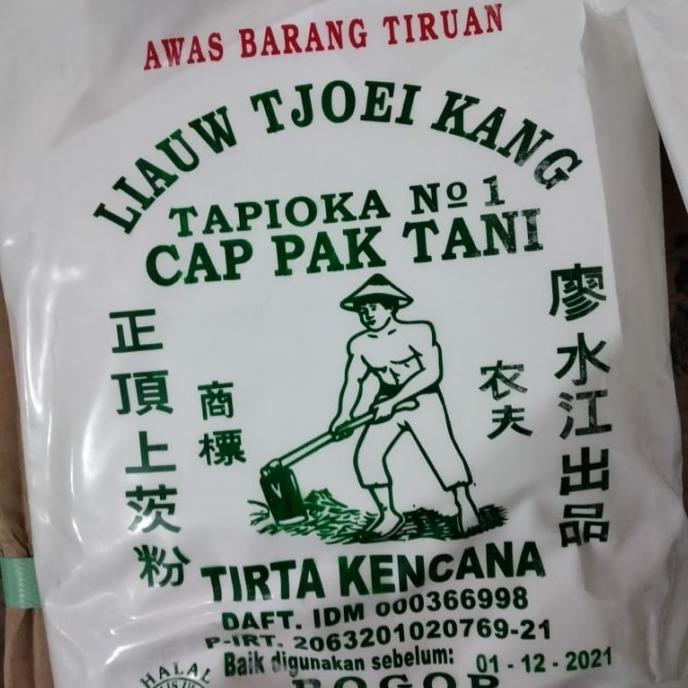 AWAS BARANG TIRUAN
LIAUW TJOEI KANG
TAPIOKA No 1
CAP PAK TANI
正頂上茨粉
商標
农夫
廖水江出品
TIRTA KENCANA
DAFT. IDM 000366998
P-IRT. 2063201020769-21
Baik digunakan sebelum: 01 - 12 - 2021
HALAL
BOGOR